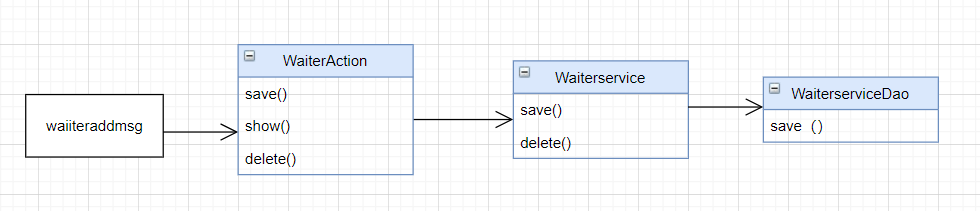 waiiteraddmsg
WaiterAction
save()
show()
delete()
Waiterservice
save()
delete()
WaiterserviceDao
save ()